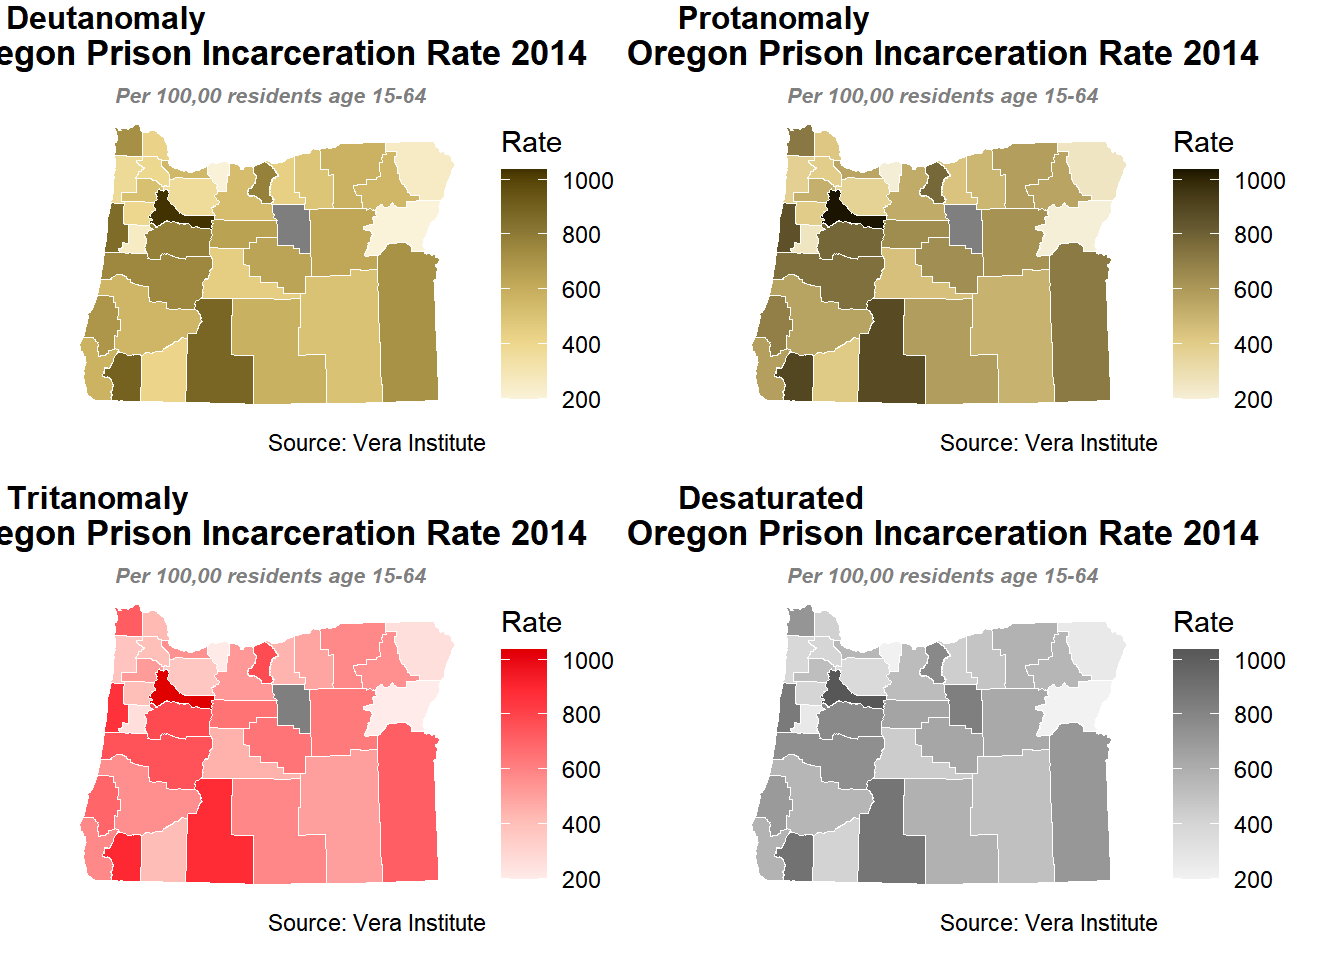 Deutanomaly
egon Prison Incarceration Rate 2014
Per 100,00 residents age 15-64
Rate
1000
800
600
400
200
Source: Vera Institute
Protanomaly
Oregon Prison Incarceration Rate 2014
Per 100,00 residents age 15-64
Rate
1000
800
600
400
200
Source: Vera Institute
Tritanomaly
egon Prison Incarceration Rate 2014
Per 100,00 residents age 15-64
Rate
1000
800
600
400
200
Source: Vera Institute
Desaturated
Oregon Prison Incarceration Rate 2014
Per 100,00 residents age 15-64
Rate
1000
800
600
400
200
Source: Vera Institute